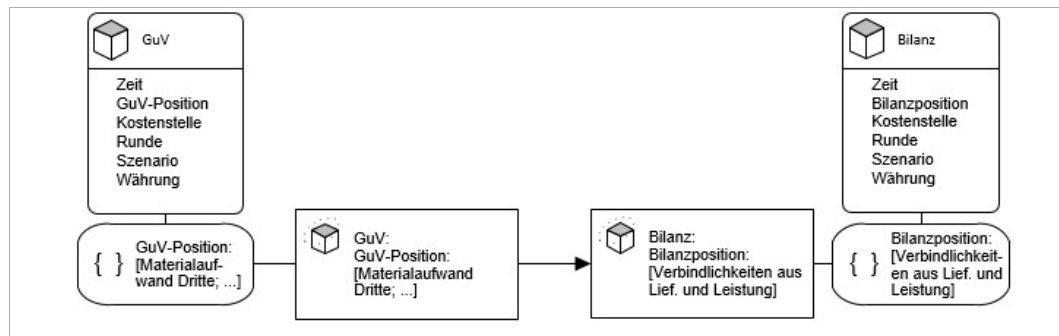 GuV
Zeit
GuV-Position
Kostenstelle
Runde
Szenario
Währung
{ }
GuV-Position:
[Materialauf-
wand Dritte; ...]
GuV:
GuV-Position:
[Materialaufwand
Dritte; ...]
Bilanz:
Bilanzposition:
[Verbindlichkeiten aus
Lief. und Leistung]
Bilanz
Zeit
Bilanzposition
Kostenstelle
Runde
Szenario
Währung
{ }
Bilanzposition:
[Verbindlichkeit-
en aus Lief. und
Leistung]